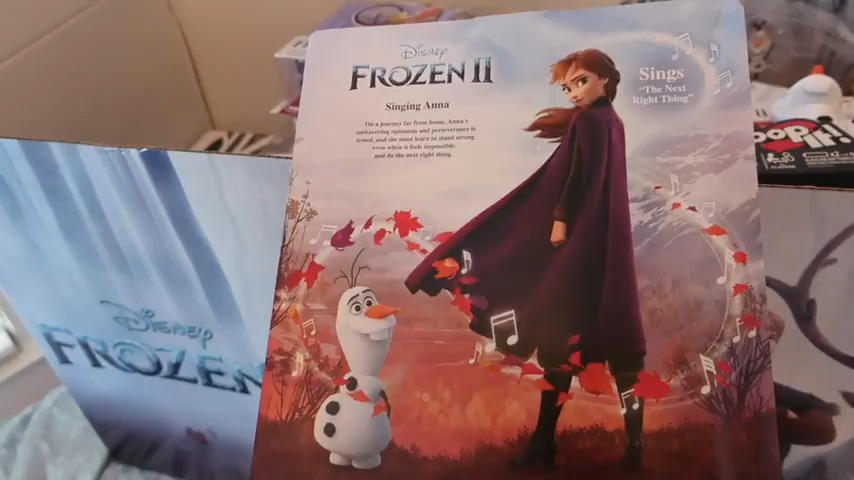 Disney
FROZEN II
Singing Anna
On a journey far from home, Anna's
unwavering optimism and perseverance is
tested, and she must learn to stand strong
even when it feels impossible,
and do the next right thing.
Sings
"The Next
Right Thing"
Disney
FROZEN
POP IT!